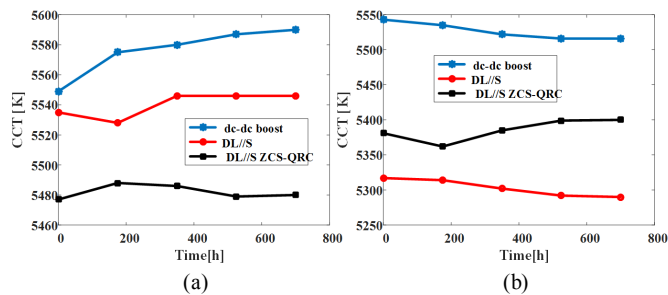 5600
5580
5560
5540
5520
5500
5480
5460
CCT [K]
dc-dc boost
DL//S
DL//S ZCS-QRC
0
200
400
600
800
Time[h]
(a)
5550
5500
5450
5400
5350
5300
5250
CCT [K]
dc-dc boost
DL//S
DL//S ZCS-QRC
0
200
400
600
800
Time[h]
(b)